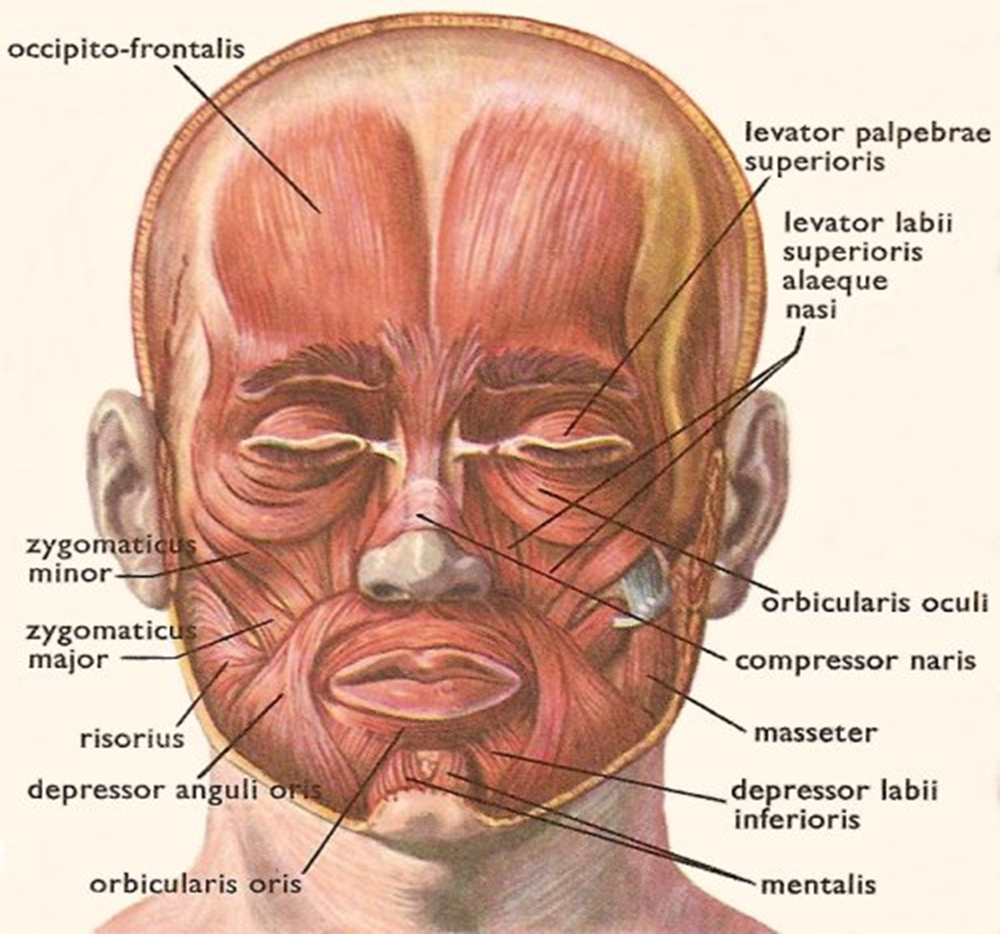 occipito-frontalis
levator palpebrae
superioris
levator labii
superioris
alaeque
nasi
zygomaticus
minor
zygomaticus
major
risorius
depressor anguli oris
orbicularis oris
orbicularis oculi
compressor naris
masseter
depressor labii
inferioris
mentalis